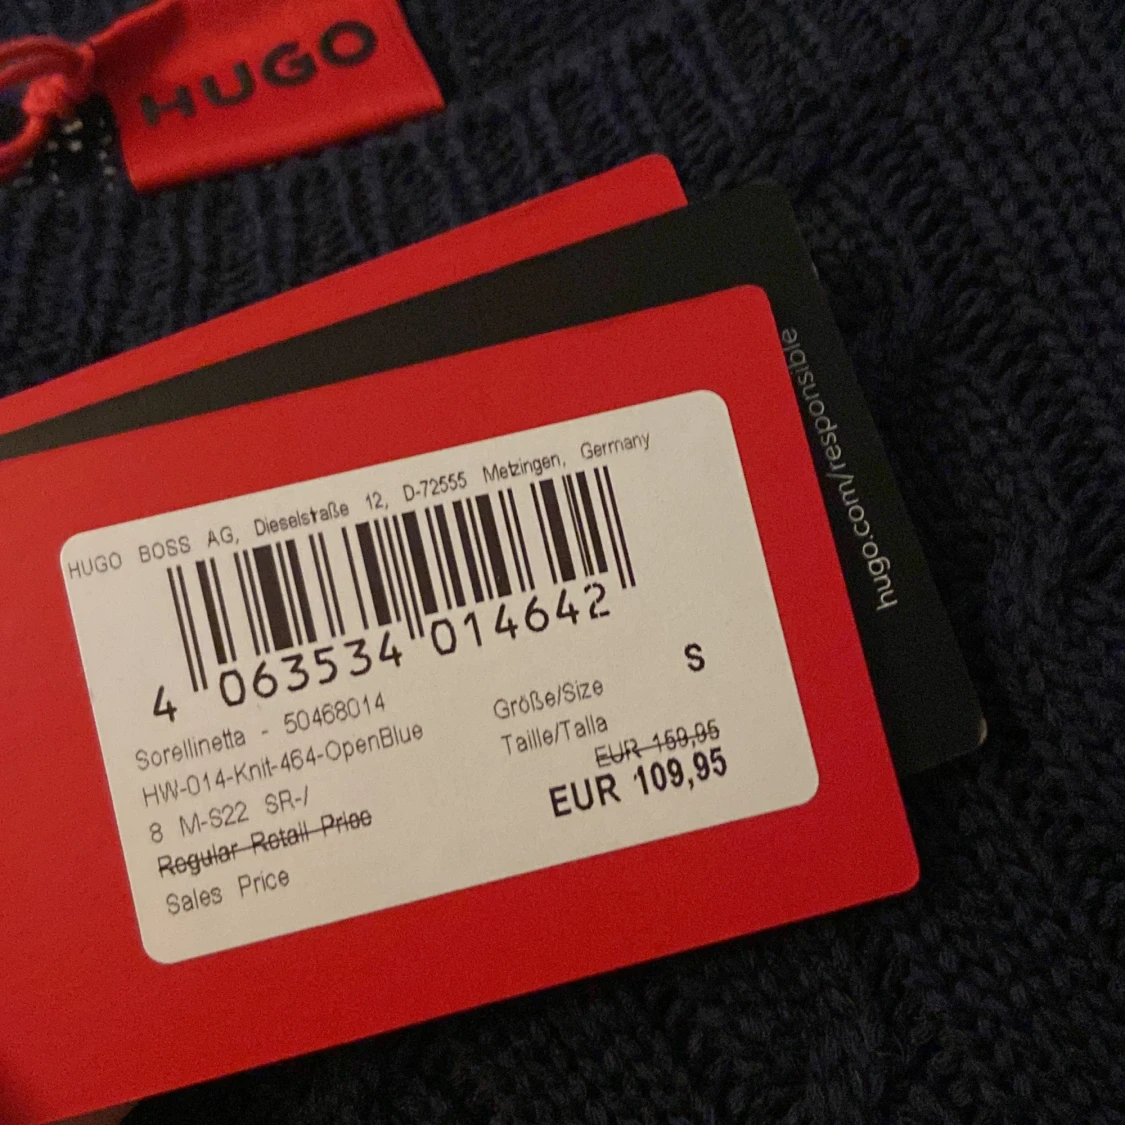 HUGO
hugo.com/responsible
HUGO BOSS AG, Dieselstraße 12, D-72555 Metzingen, Germany
4 063534 014642
Sorellinetta - 50468014
HW-014-Knit-464-OpenBlue
8 M-S22 SR-/
Regular Retail Price
Sales Price
S
Größe/Size
Taille/Talla
EUR 159,95
EUR 109,95